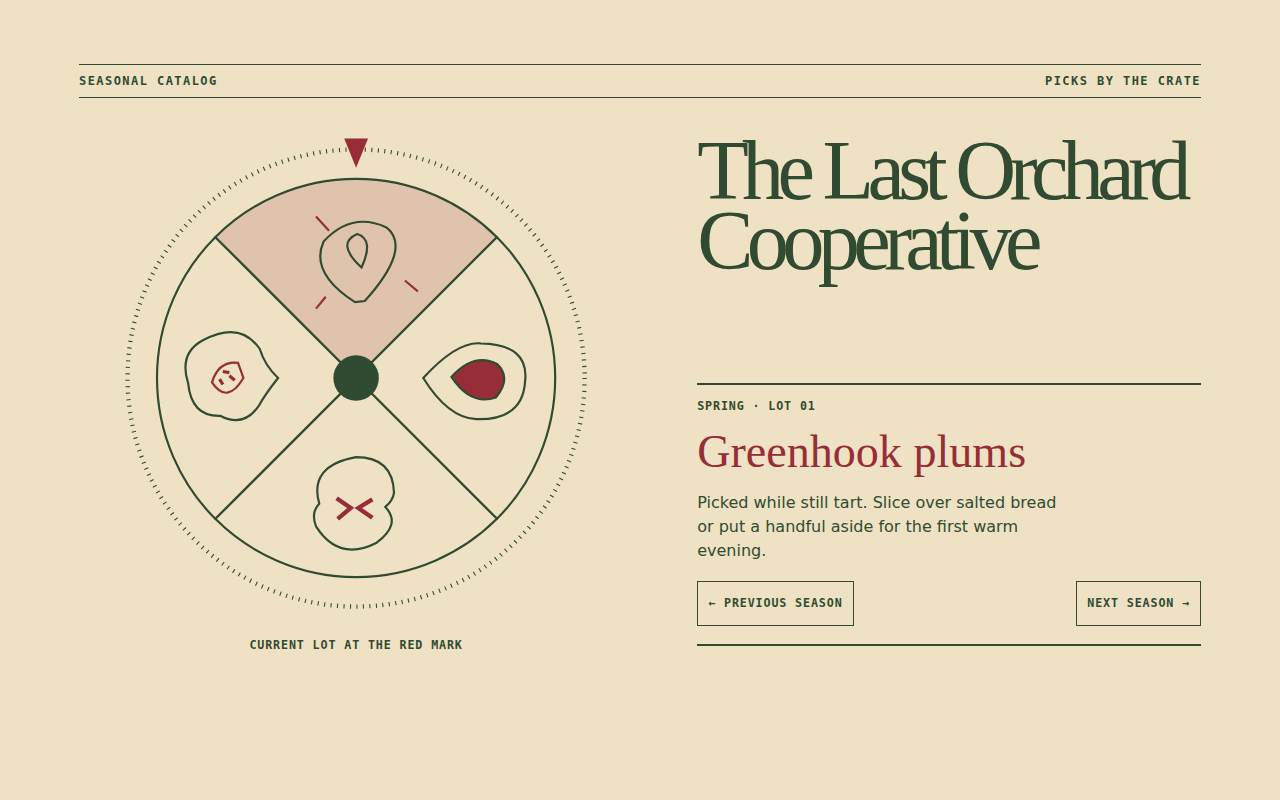 SEASONAL CATALOG
PICKS BY THE CRATE
The Last Orchard
Cooperative
SPRING · LOT 01
Greenhook plums
Picked while still tart. Slice over salted bread
or put a handful aside for the first warm
evening.
← PREVIOUS SEASON
NEXT SEASON →
CURRENT LOT AT THE RED MARK